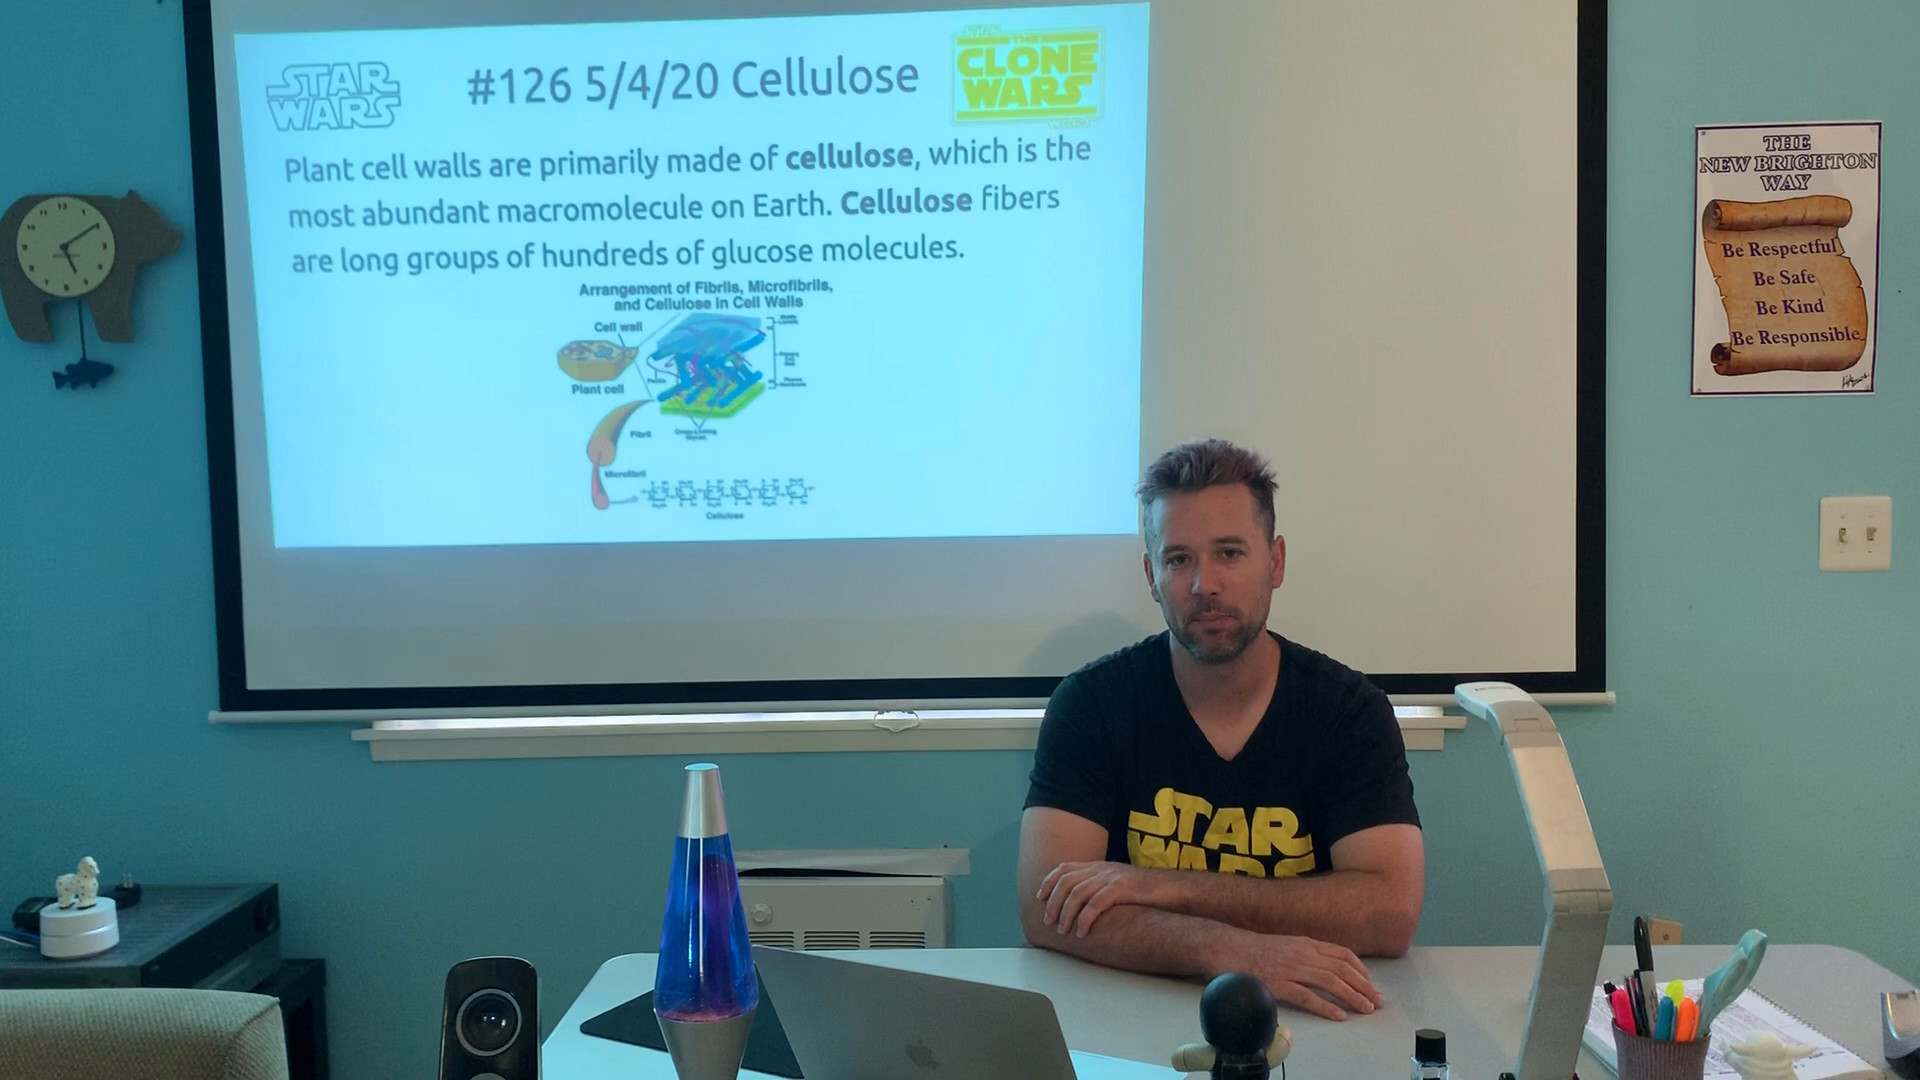 STAR
WARS
#126 5/4/20 Cellulose
THE
CLONE
WARS
Plant cell walls are primarily made of cellulose, which is the
most abundant macromolecule on Earth. Cellulose fibers
are long groups of hundreds of glucose molecules.
Arrangement of Fibrils, Microfibrils,
and Cellulose in Cell Walls
Cell wall
Plant cell
Fibril
Microfibril
Cellulose
THE
NEW BRIGHTON
WAY
Be Respectful
Be Safe
Be Kind
Be Responsible
STAR
WARS